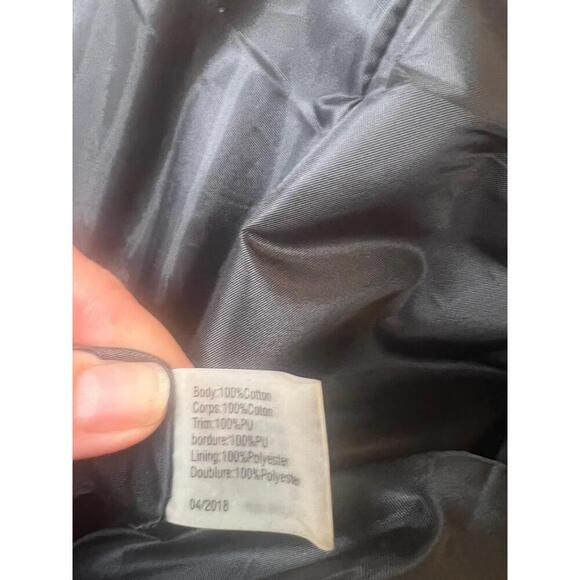 Body:100%Cotton
Corps:100%Coton
Trim:100%PU
bordure:100%PU
Lining:100%Polyester
Doublure:100%Polyester
04/2018